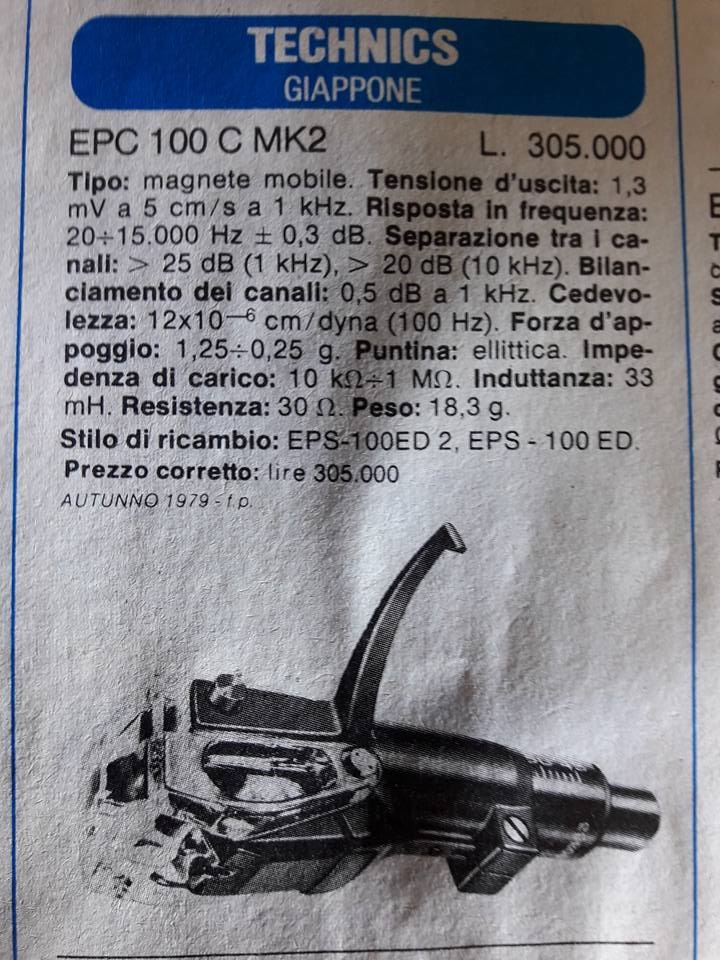 TECHNICS
GIAPPONE
EPC 100 C MK2 L. 305.000
Tipo: magnete mobile. Tensione d'uscita: 1,3
mV a 5 cm/s a 1 kHz. Risposta in frequenza:
20÷15.000 Hz ± 0,3 dB. Separazione tra i ca-
nali: > 25 dB (1 kHz), > 20 dB (10 kHz). Bilan-
ciamento dei canali: 0,5 dB a 1 kHz. Cedevo-
lezza: 12x10⁻⁶ cm/dyna (100 Hz). Forza d'ap-
poggio: 1,25÷0,25 g. Puntina: ellittica. Impe-
denza di carico: 10 kΩ÷1 MΩ. Induttanza: 33
mH. Resistenza: 30 Ω. Peso: 18,3 g.
Stilo di ricambio: EPS-100ED 2, EPS - 100 ED.
Prezzo corretto: lire 305.000
AUTUNNO 1979 - f.p.